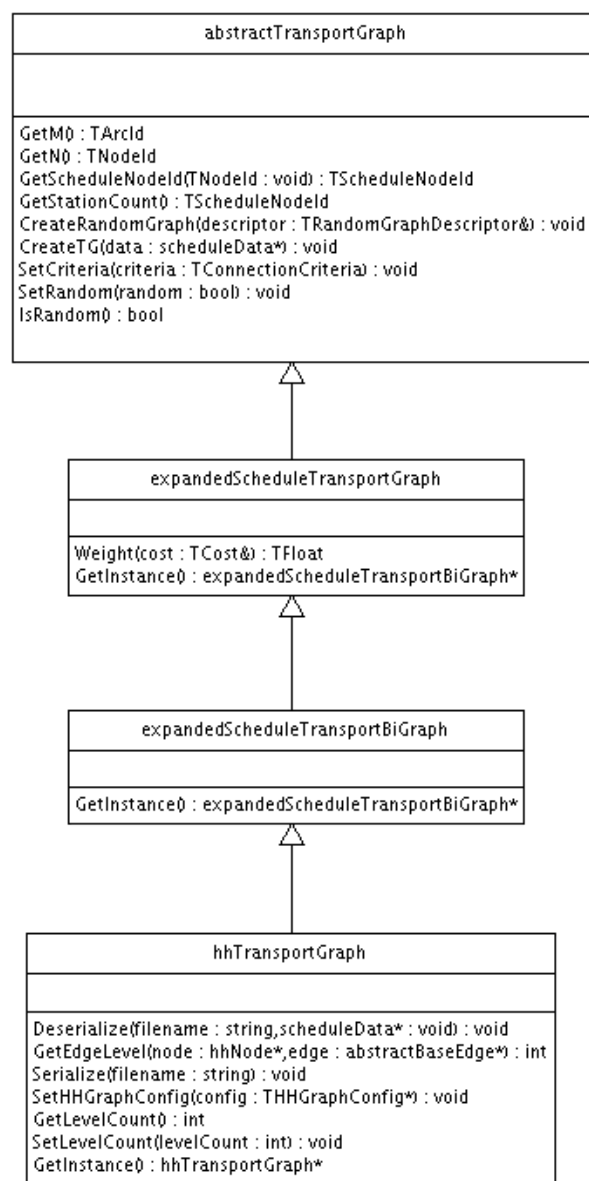 abstractTransportGraph
GetM() : TArcId
GetN() : TNodeId
GetScheduleNodeId(TNodeId : void) : TScheduleNodeId
GetStationCount() : TScheduleNodeId
CreateRandomGraph(descriptor : TRandomGraphDescriptor&) : void
CreateTG(data : scheduleData*) : void
SetCriteria(criteria : TConnectionCriteria) : void
SetRandom(random : bool) : void
IsRandom() : bool
expandedScheduleTransportGraph
Weight(cost : TCost&) : TFloat
GetInstance() : expandedScheduleTransportBiGraph*
expandedScheduleTransportBiGraph
GetInstance() : expandedScheduleTransportBiGraph*
hhTransportGraph
Deserialize(filename : string,scheduleData* : void) : void
GetEdgeLevel(node : hhNode*,edge : abstractBaseEdge*) : int
Serialize(filename : string) : void
SetHHGraphConfig(config : THHGraphConfig*) : void
GetLevelCount() : int
SetLevelCount(levelCount : int) : void
GetInstance() : hhTransportGraph*